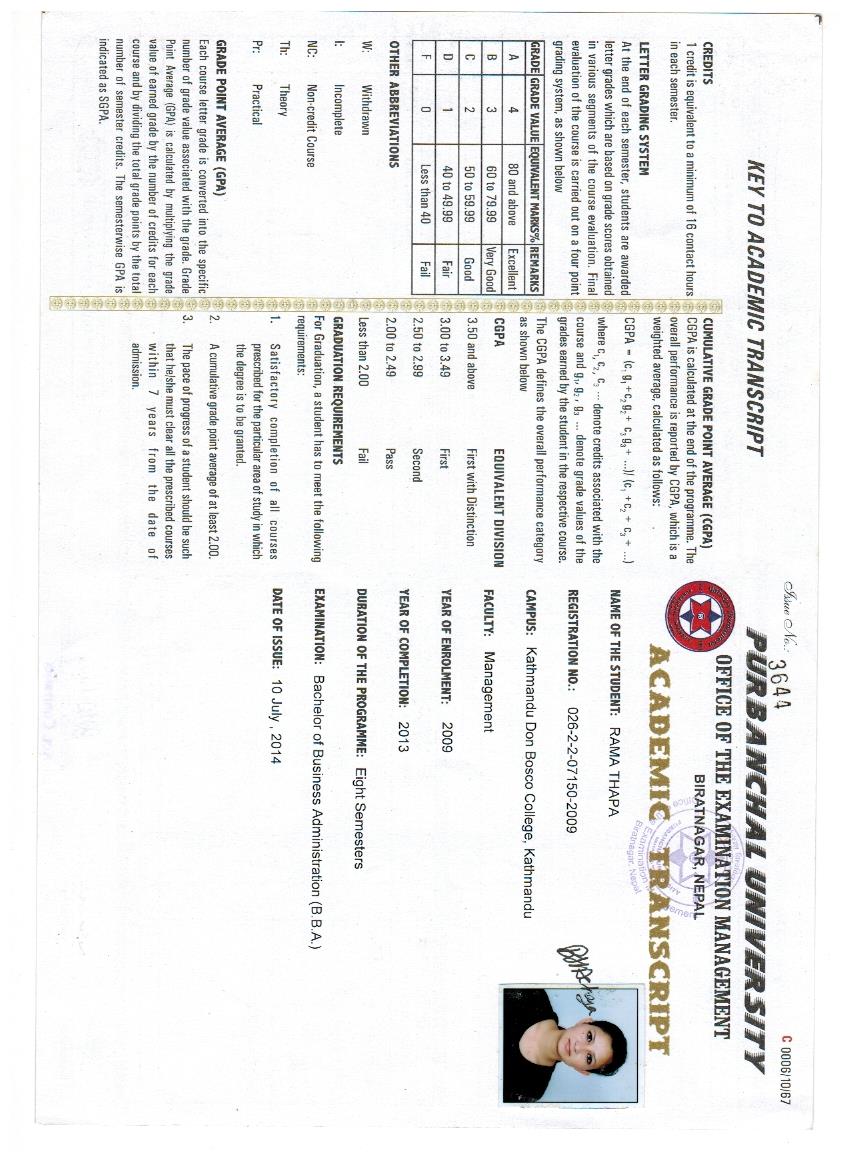 KEY TO ACADEMIC TRANSCRIPT
CREDITS
1 credit is equivalent to a minimum of 16 contact hours
in each semester.
LETTER GRADING SYSTEM
At the end of each semester, students are awarded
letter grades which are based on grade scores obtained
in various segments of the course evaluation. Final
evaluation of the course is carried out on a four point
grading system, as shown below
GRADE GRADE VALUE EQUIVALENT MARKS% REMARKS
A 4 80 and above Excellent
B 3 60 to 79.99 Very Good
C 2 50 to 59.99 Good
D 1 40 to 49.99 Fair
F 0 Less than 40 Fail
OTHER ABBREVIATIONS
W: Withdrawn
I: Incomplete
NC: Non-credit Course
Th: Theory
Pr: Practical
GRADE POINT AVERAGE (GPA)
Each course letter grade is converted into the specific
number of grade value associated with the grade. Grade
Point Average (GPA) is calculated by multiplying the grade
value of earned grade by the number of credits for each
course and by dividing the total grade points by the total
number of semester credits. The semesterwise GPA is
indicated as SGPA.
CUMULATIVE GRADE POINT AVERAGE (CGPA)
CGPA is calculated at the end of the programme. The
overall performance is reported by CGPA, which is a
weighted average, calculated as follows:
CGPA = (c₁ g₁ + c₂ g₂ + c₃ g₃ + ...)/ (c₁ + c₂ + c₃ + ...)
where c₁, c₂, c₃ ... denote credits associated with the
course and g₁, g₂, g₃ ... denote grade values of the
grades earned by the student in the respective course.
The CGPA defines the overall performance category
as shown below
CGPA EQUIVALENT DIVISION
3.50 and above First with Distinction
3.00 to 3.49 First
2.50 to 2.99 Second
2.00 to 2.49 Pass
Less than 2.00 Fail
GRADUATION REQUIREMENTS
For Graduation, a student has to meet the following
requirements:
1. Satisfactory completion of all courses
prescribed for the particular area of study in which
the degree is to be granted.
2. A cumulative grade point average of at least 2.00.
3. The pace of progress of a student should be such
that he/she must clear all the prescribed courses
within 7 years from the date of
admission.
Issue No.: 3644
C 0006/10/67
PURBANCHAL UNIVERSITY
OFFICE OF THE EXAMINATION MANAGEMENT
BIRATNAGAR, NEPAL
ACADEMIC TRANSCRIPT
NAME OF THE STUDENT: RAMA THAPA
REGISTRATION NO.: 026-2-2-07150-2009
CAMPUS: Kathmandu Don Bosco College, Kathmandu
FACULTY: Management
YEAR OF ENROLMENT: 2009
YEAR OF COMPLETION: 2013
DURATION OF THE PROGRAMME: Eight Semesters
EXAMINATION: Bachelor of Business Administration (B.B.A.)
DATE OF ISSUE: 10 July , 2014
Biratnagar, Nepal